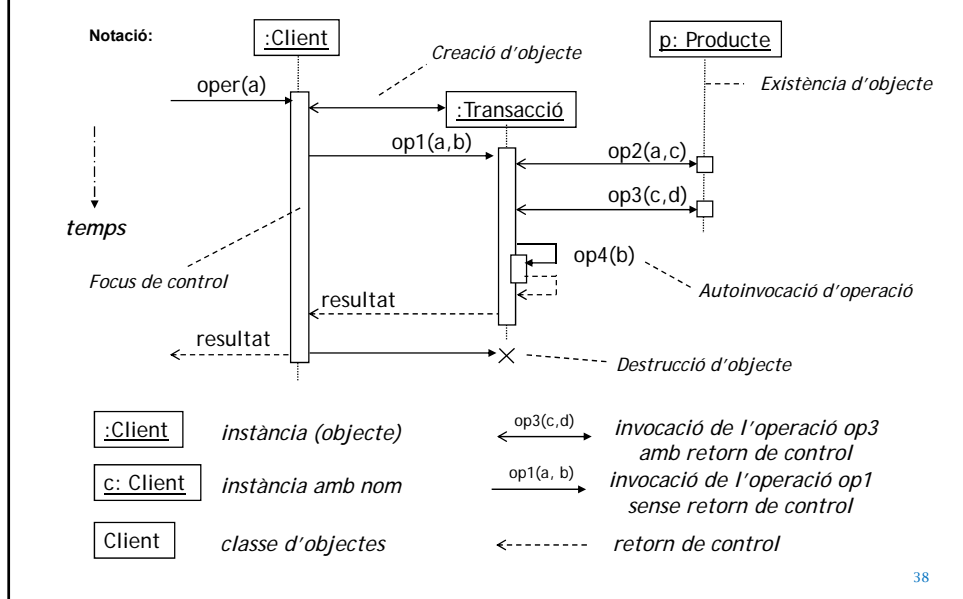 Notació:
:Client
p: Producte
Creació d'objecte
Existència d'objecte
oper(a)
:Transacció
op1(a,b)
op2(a,c)
op3(c,d)
temps
op4(b)
Focus de control
Autoinvocació d'operació
resultat
resultat
Destrucció d'objecte
:Client
instància (objecte)
op3(c,d)
invocació de l'operació op3
amb retorn de control
c: Client
instància amb nom
op1(a, b)
invocació de l'operació op1
sense retorn de control
Client
classe d'objectes
retorn de control
38